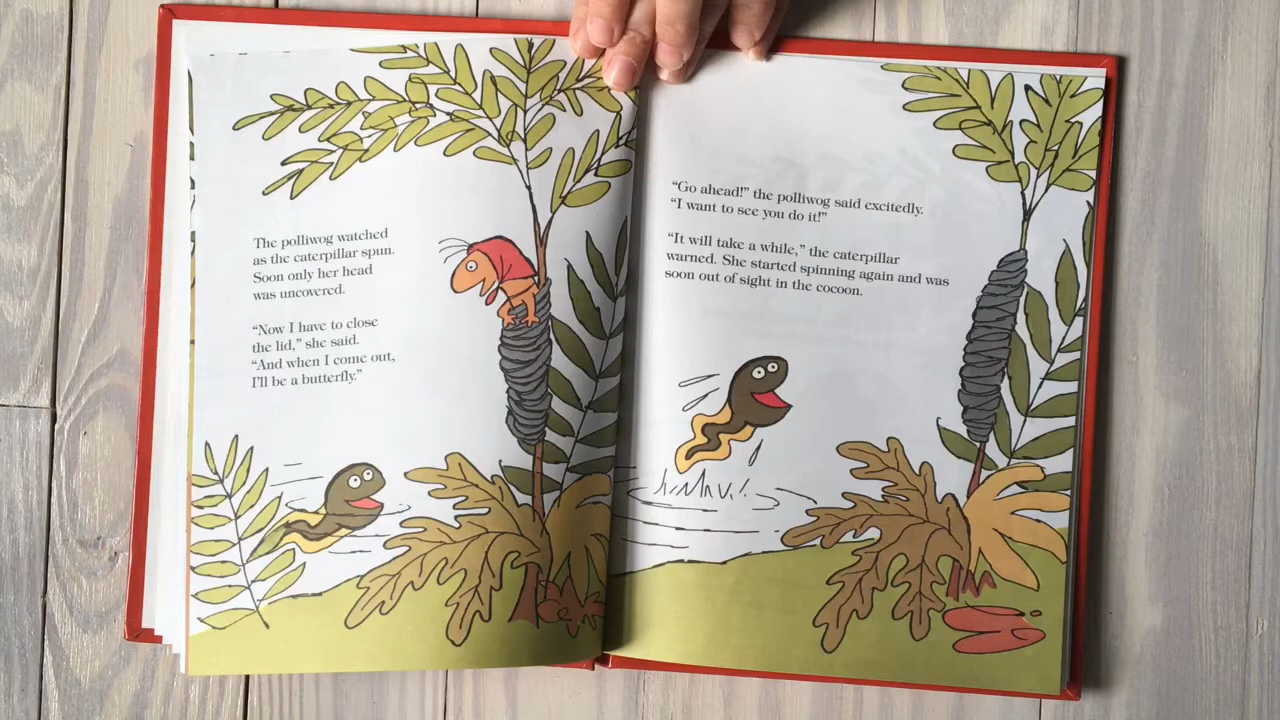 The polliwog watched
as the caterpillar spun.
Soon only her head
was uncovered.
“Now I have to close
the lid,” she said.
“And when I come out,
I'll be a butterfly.”
“Go ahead!” the polliwog said excitedly.
“I want to see you do it!”
“It will take a while,” the caterpillar
warned. She started spinning again and was
soon out of sight in the cocoon.